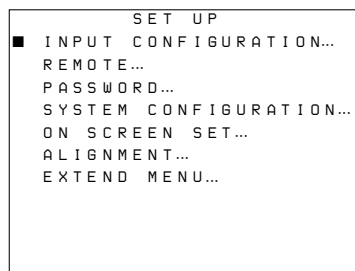 SET UP
■ INPUT CONFIGURATION…
REMOTE…
PASSWORD…
SYSTEM CONFIGURATION…
ON SCREEN SET…
ALIGNMENT…
EXTEND MENU…